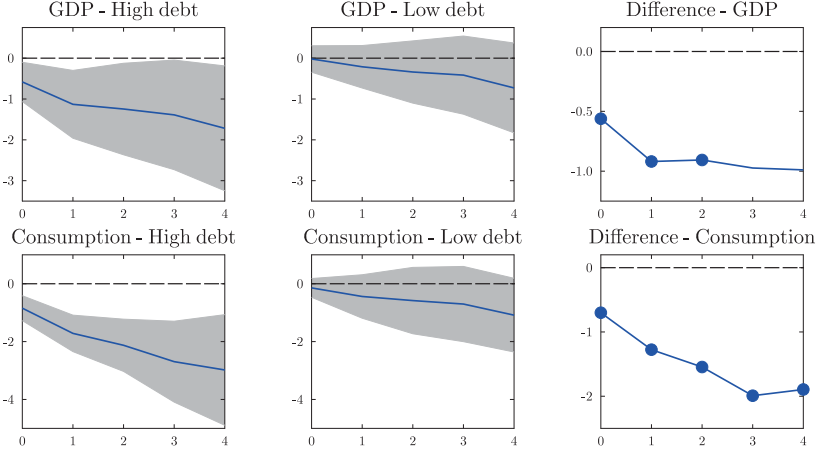 GDP - High debt
GDP - Low debt
Difference - GDP
0
-1
-2
-3
0 1 2 3 4
0
-1
-2
-3
0 1 2 3 4
0.0
-0.5
-1.0
0 1 2 3 4
Consumption - High debt
Consumption - Low debt
Difference - Consumption
0
-2
-4
0 1 2 3 4
0
-2
-4
0 1 2 3 4
0
-1
-2
0 1 2 3 4